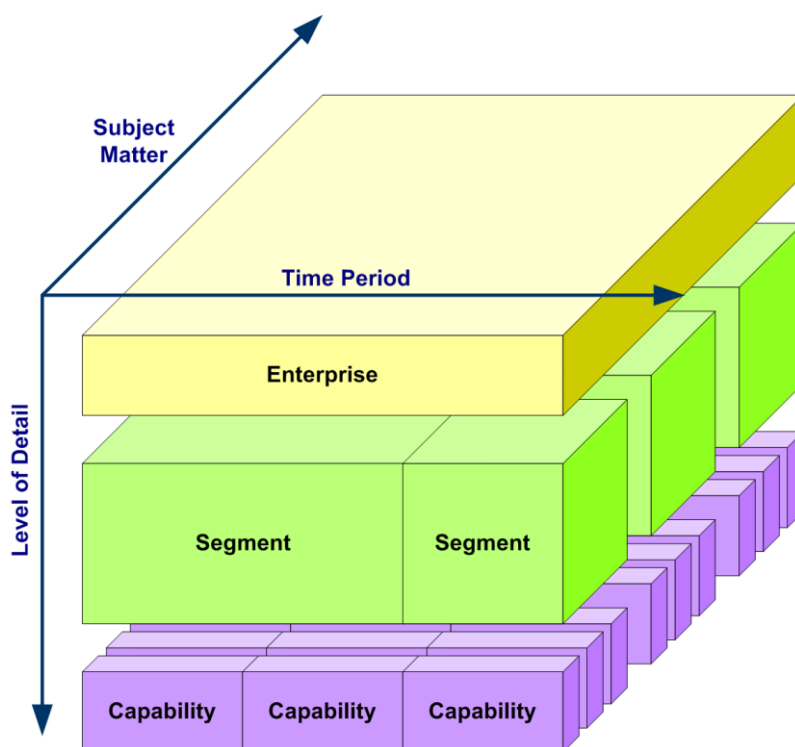 Subject
Matter
Time Period
Enterprise
Level of Detail
Segment
Segment
Capability
Capability
Capability